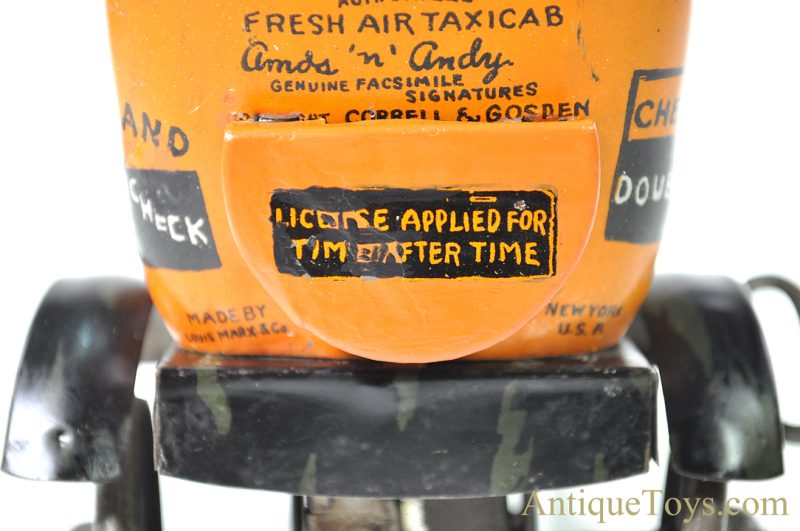 FRESH AIR TAXICAB
Amos 'n' Andy
GENUINE FACSIMILE
SIGNATURES
CORRELL & GOSDEN
AND
CHECK
CHE
DOUB
LICENSE APPLIED FOR
TIME AFTER TIME
MADE BY
LOUIS MARX & Co.
NEW YORK
U.S.A
AntiqueToys.com